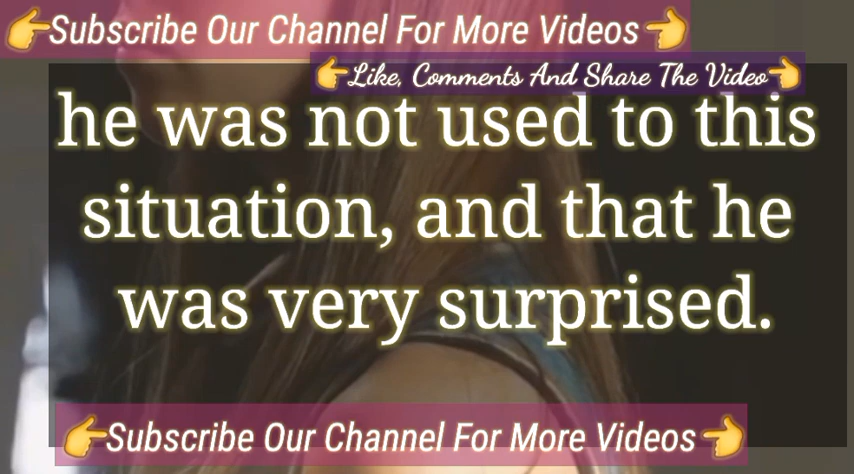 👉Subscribe Our Channel For More Videos👈
👉Like, Comments And Share The Video👈
he was not used to this
situation, and that he
was very surprised.
👉Subscribe Our Channel For More Videos👈